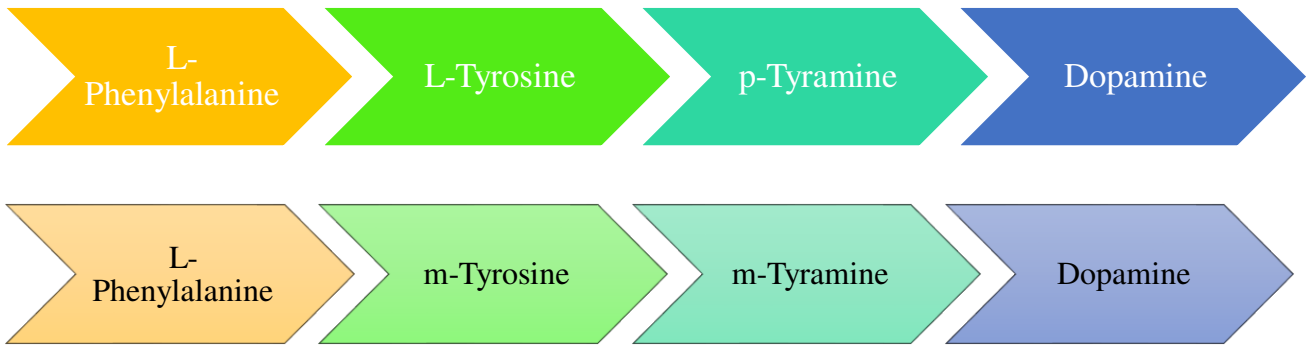 L-
Phenylalanine
L-Tyrosine
p-Tyramine
Dopamine
L-
Phenylalanine
m-Tyrosine
m-Tyramine
Dopamine